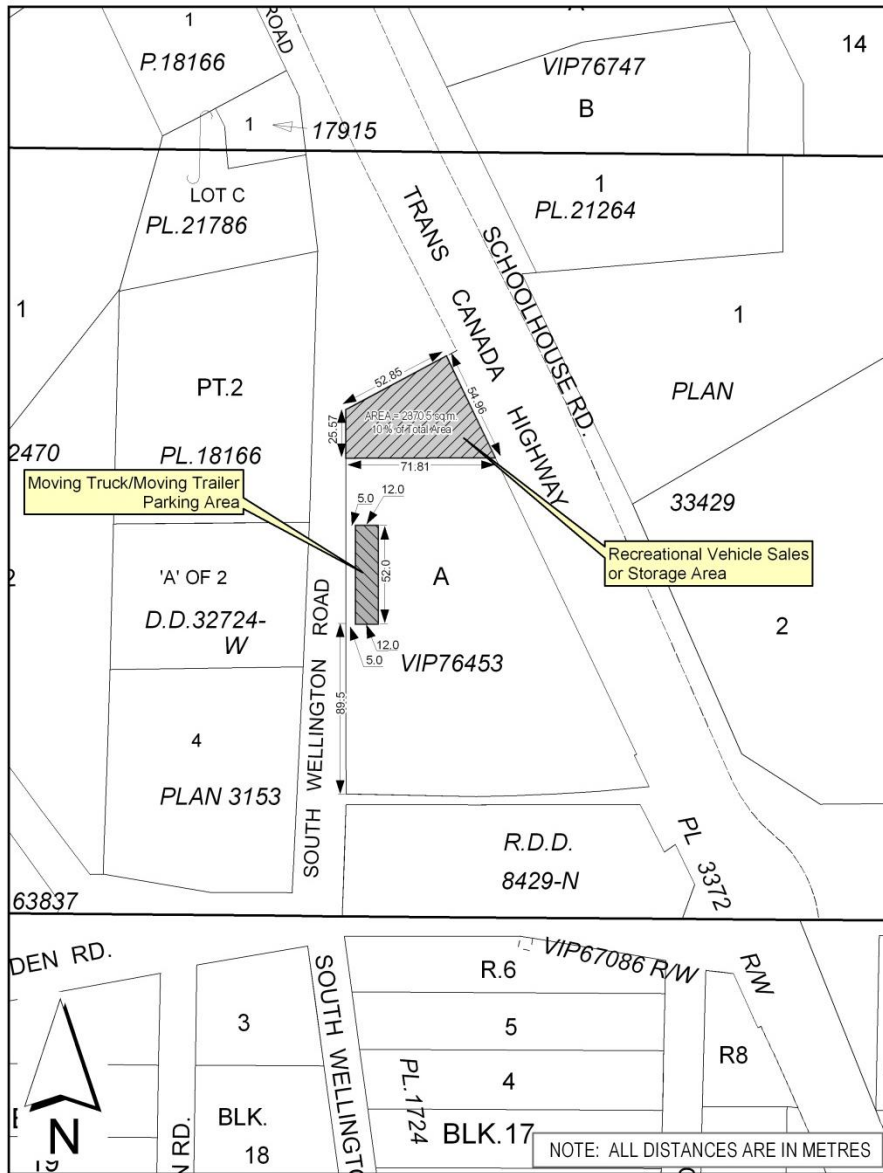 1
P.18166
ROAD
VIP76747
14
B
1
17915
LOT C
PL.21786
1
PL.21264
TRANS CANADA HIGHWAY
SCHOOLHOUSE RD.
1
1
PT.2
PL.18166
PLAN
33429
2470
52.85
54.96
25.57
AREA = 2870.5 sq.m.
10 % of Total Area
71.81
Moving Truck/Moving Trailer
Parking Area
5.0
12.0
Recreational Vehicle Sales
or Storage Area
52.0
A
'A' OF 2
D.D.32724-
W
2
2
12.0
5.0
VIP76453
89.5
SOUTH WELLINGTON ROAD
4
PLAN 3153
R.D.D.
8429-N
PL 3372
63837
DEN RD.
SOUTH WELLINGT
R.6
VIP67086 R/W
R/W
3
5
4
R8
PL.1724
BLK.
18
BLK.17
N RD.
N
19
NOTE: ALL DISTANCES ARE IN METRES